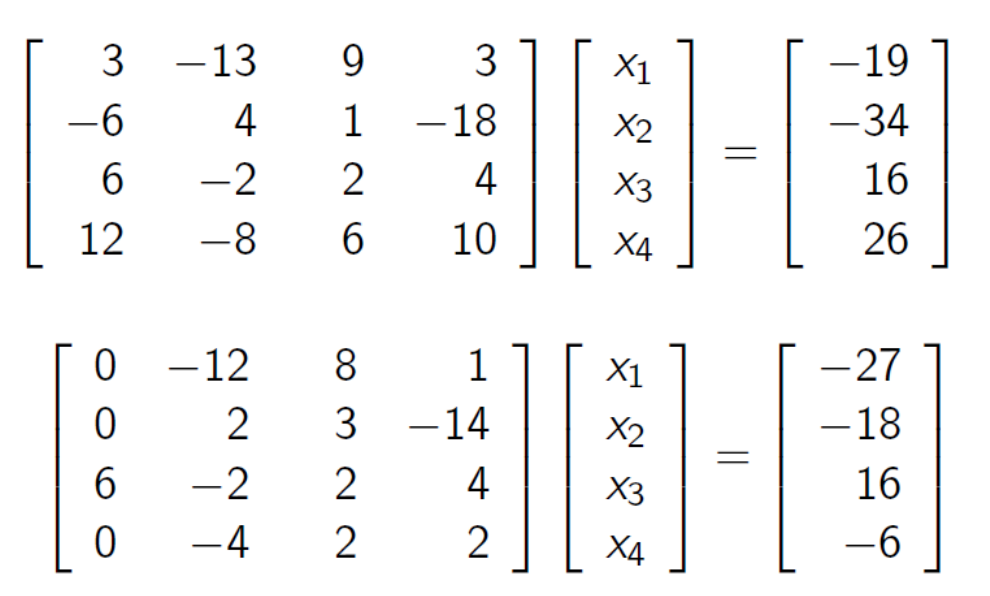 [ 3 −13 9 3 ] [ x₁ ] [ −19 ]
[ −6 4 1 −18 ] [ x₂ ] = [ −34 ]
[ 6 −2 2 4 ] [ x₃ ] [ 16 ]
[ 12 −8 6 10 ] [ x₄ ] [ 26 ]
[ 0 −12 8 1 ] [ x₁ ] [ −27 ]
[ 0 2 3 −14 ] [ x₂ ] = [ −18 ]
[ 6 −2 2 4 ] [ x₃ ] [ 16 ]
[ 0 −4 2 2 ] [ x₄ ] [ −6 ]